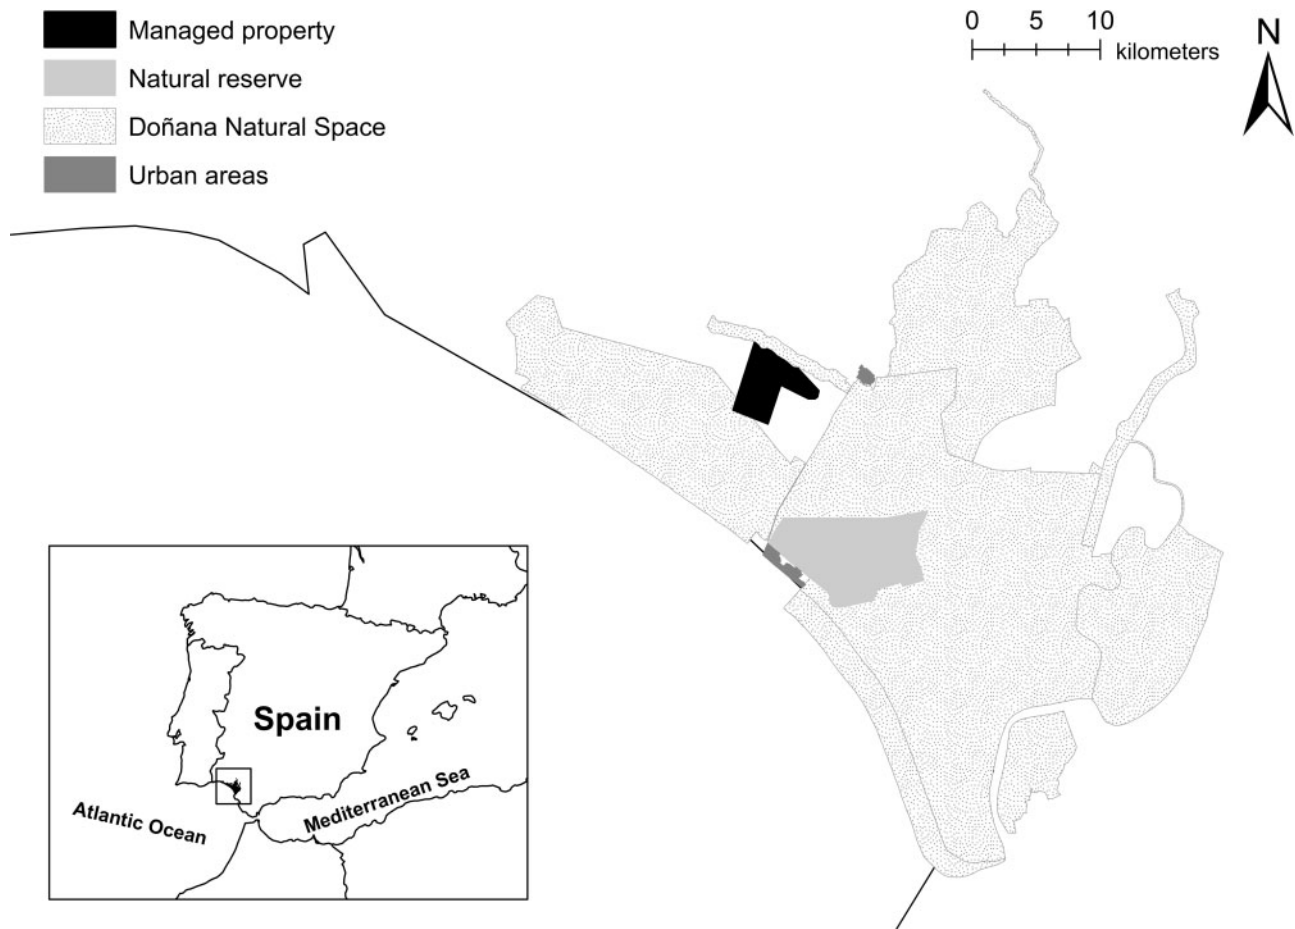 Managed property
Natural reserve
Doñana Natural Space
Urban areas
0 5 10
kilometers
N
Spain
Atlantic Ocean
Mediterranean Sea